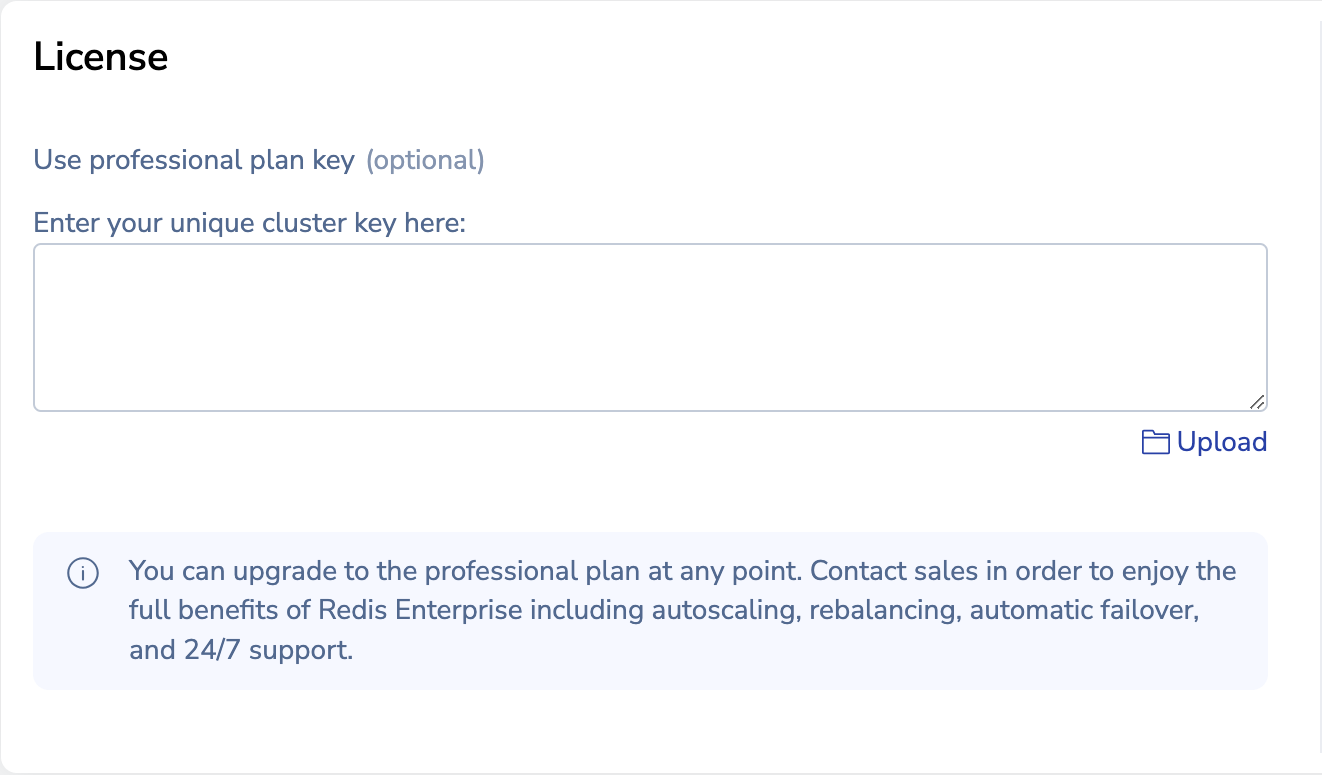 License
Use professional plan key (optional)
Enter your unique cluster key here:
Upload
You can upgrade to the professional plan at any point. Contact sales in order to enjoy the
full benefits of Redis Enterprise including autoscaling, rebalancing, automatic failover,
and 24/7 support.